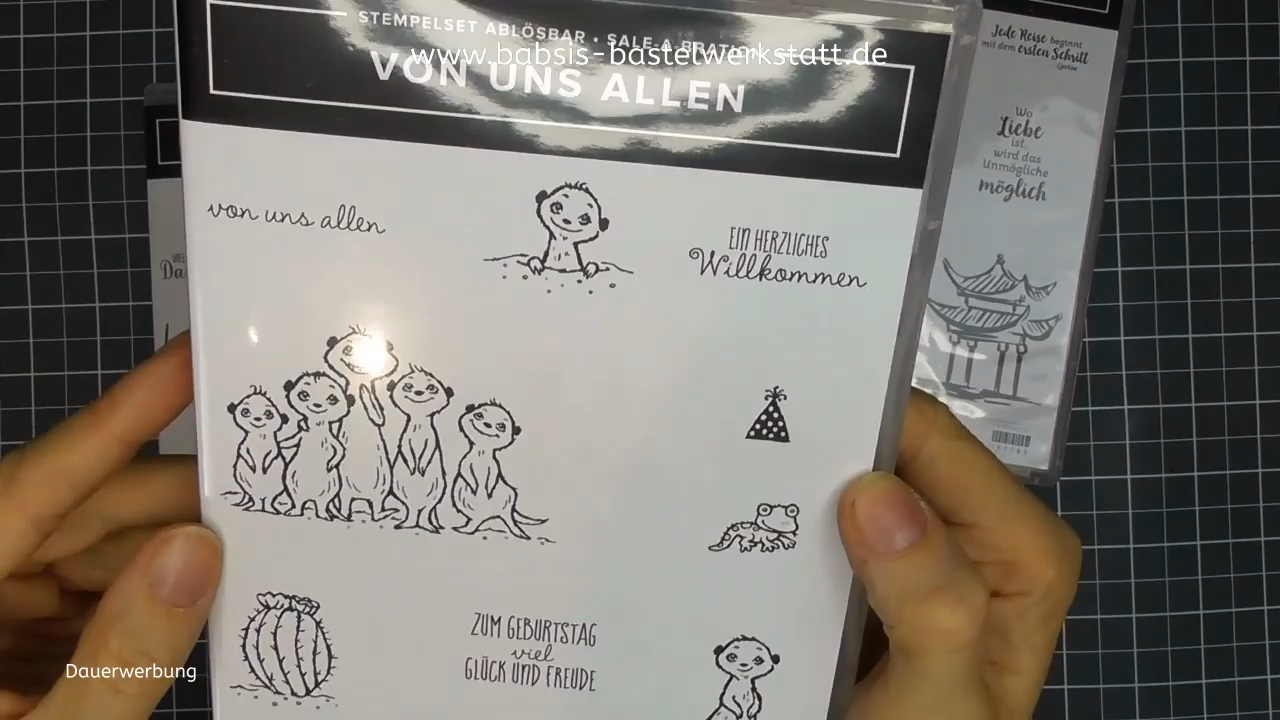 STEMPELSET ABLÖSBAR • SALE-A-BRATION
www.babsis-bastelwerkstatt.de
VON UNS ALLEN
von uns allen
EIN HERZLICHES
Willkommen
ZUM GEBURTSTAG
viel
GLÜCK UND FREUDE
Jede Reise beginnt
mit dem ersten Schritt
Wo
Liebe
ist,
wird das
Unmögliche
möglich
Dauerwerbung